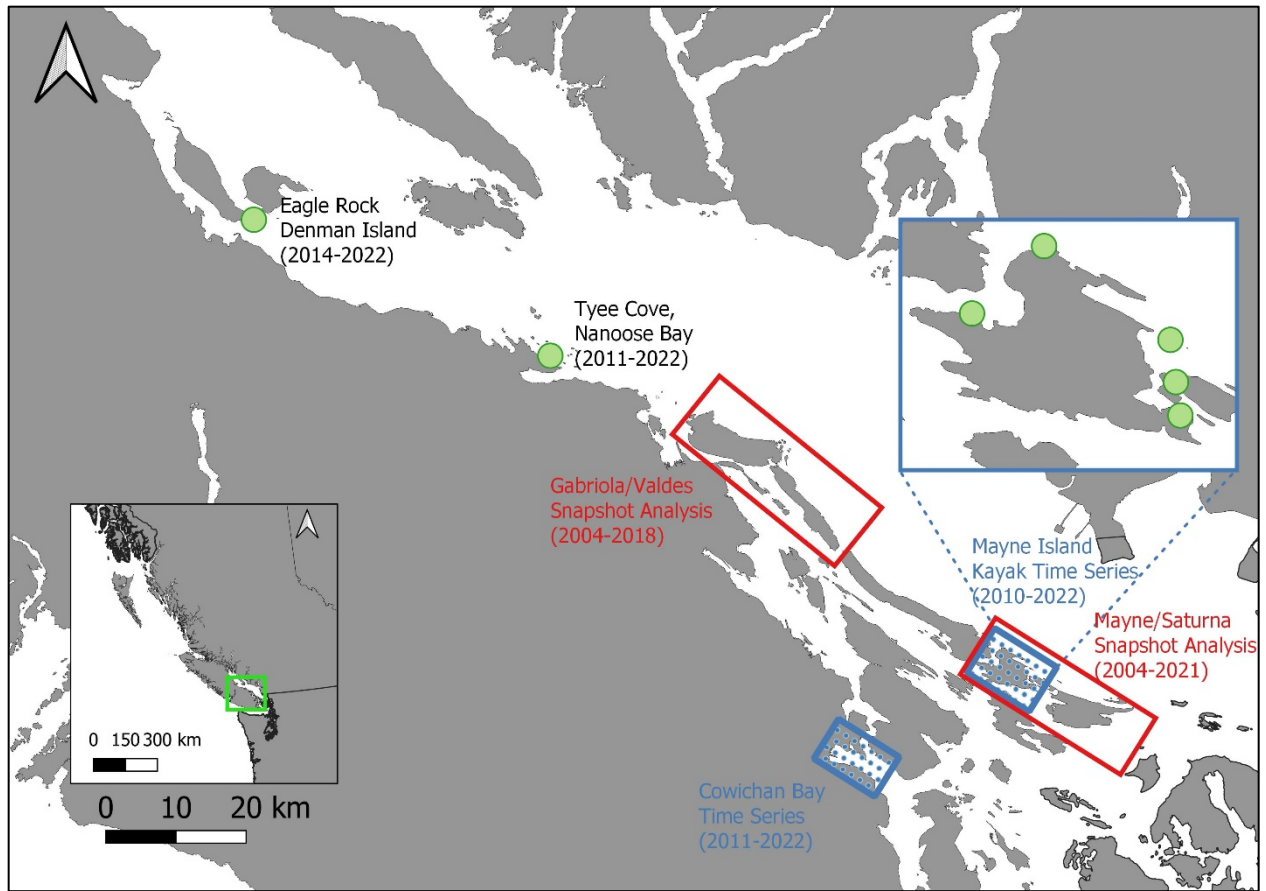 Eagle Rock
Denman Island
(2014-2022)
Tyee Cove,
Nanoose Bay
(2011-2022)
Gabriola/Valdes
Snapshot Analysis
(2004-2018)
Mayne Island
Kayak Time Series
(2010-2022)
Mayne/Saturna
Snapshot Analysis
(2004-2021)
Cowichan Bay
Time Series
(2011-2022)
0 150 300 km
0 10 20 km